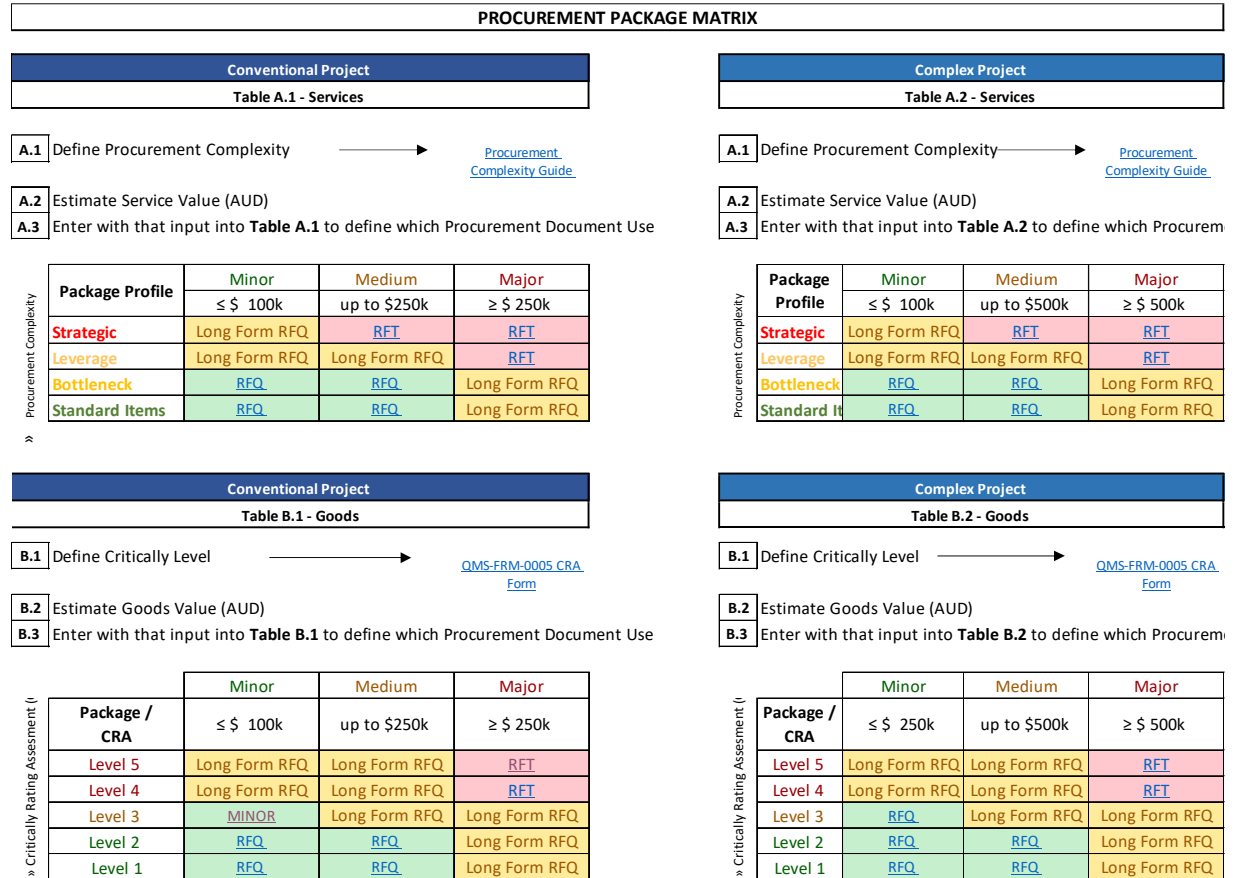 PROCUREMENT PACKAGE MATRIX
Conventional Project
Table A.1 - Services
A.1 Define Procurement Complexity
Procurement
Complexity Guide
A.2 Estimate Service Value (AUD)
A.3 Enter with that input into Table A.1 to define which Procurement Document Use
Procurement Complexity
»
Package Profile Minor Medium Major
≤ $ 100k up to $250k ≥ $ 250k
Strategic Long Form RFQ RFT RFT
Leverage Long Form RFQ Long Form RFQ RFT
Bottleneck RFQ RFQ Long Form RFQ
Standard Items RFQ RFQ Long Form RFQ
Complex Project
Table A.2 - Services
A.1 Define Procurement Complexity
Procurement
Complexity Guide
A.2 Estimate Service Value (AUD)
A.3 Enter with that input into Table A.2 to define which Procurem
Procurement Complexity
Package
Profile
Minor Medium Major
≤ $ 100k up to $500k ≥ $ 500k
Strategic Long Form RFQ RFT RFT
Leverage Long Form RFQ Long Form RFQ RFT
Bottleneck RFQ RFQ Long Form RFQ
Standard It RFQ RFQ Long Form RFQ
Conventional Project
Table B.1 - Goods
B.1 Define Critically Level
QMS-FRM-0005 CRA
Form
B.2 Estimate Goods Value (AUD)
B.3 Enter with that input into Table B.1 to define which Procurement Document Use
» Critically Rating Assesment (
Minor Medium Major
Package /
CRA
≤ $ 100k up to $250k ≥ $ 250k
Level 5 Long Form RFQ Long Form RFQ RFT
Level 4 Long Form RFQ Long Form RFQ RFT
Level 3 MINOR Long Form RFQ Long Form RFQ
Level 2 RFQ RFQ Long Form RFQ
Level 1 RFQ RFQ Long Form RFQ
Complex Project
Table B.2 - Goods
B.1 Define Critically Level
QMS-FRM-0005 CRA
Form
B.2 Estimate Goods Value (AUD)
B.3 Enter with that input into Table B.2 to define which Procurem
» Critically Rating Assesment (
Minor Medium Major
Package /
CRA
≤ $ 250k up to $500k ≥ $ 500k
Level 5 Long Form RFQ Long Form RFQ RFT
Level 4 Long Form RFQ Long Form RFQ RFT
Level 3 RFQ Long Form RFQ Long Form RFQ
Level 2 RFQ RFQ Long Form RFQ
Level 1 RFQ RFQ Long Form RFQ